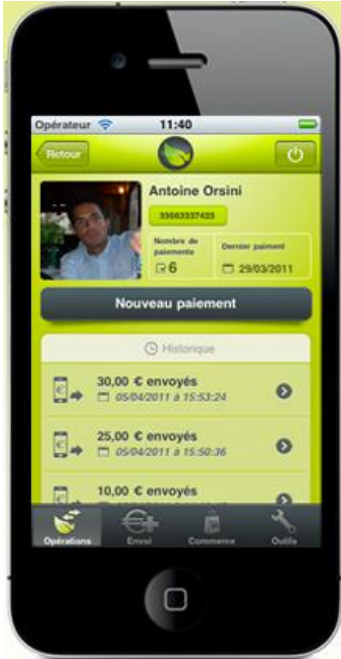 Opérateur 11:40
Retour
Antoine Orsini
33683337423
Nombre de paiements
6
Dernier paiment
29/03/2011
Nouveau paiement
Historique
30,00 € envoyés
05/04/2011 à 15:53:24
25,00 € envoyés
05/04/2011 à 15:50:36
10,00 € envoyés
Opérations Envoi Commerce Outils